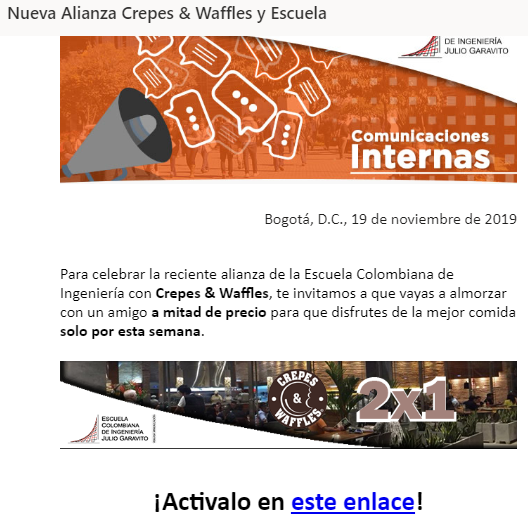 Nueva Alianza Crepes & Waffles y Escuela
DE INGENIERÍA
JULIO GARAVITO
Comunicaciones
Internas
Bogotá, D.C., 19 de noviembre de 2019
Para celebrar la reciente alianza de la Escuela Colombiana de
Ingeniería con Crepes & Waffles, te invitamos a que vayas a almorzar
con un amigo a mitad de precio para que disfrutes de la mejor comida
solo por esta semana.
CREPES
&
WAFFLES
2x1
ESCUELA
COLOMBIANA
DE INGENIERÍA
JULIO GARAVITO
¡Activalo en este enlace!